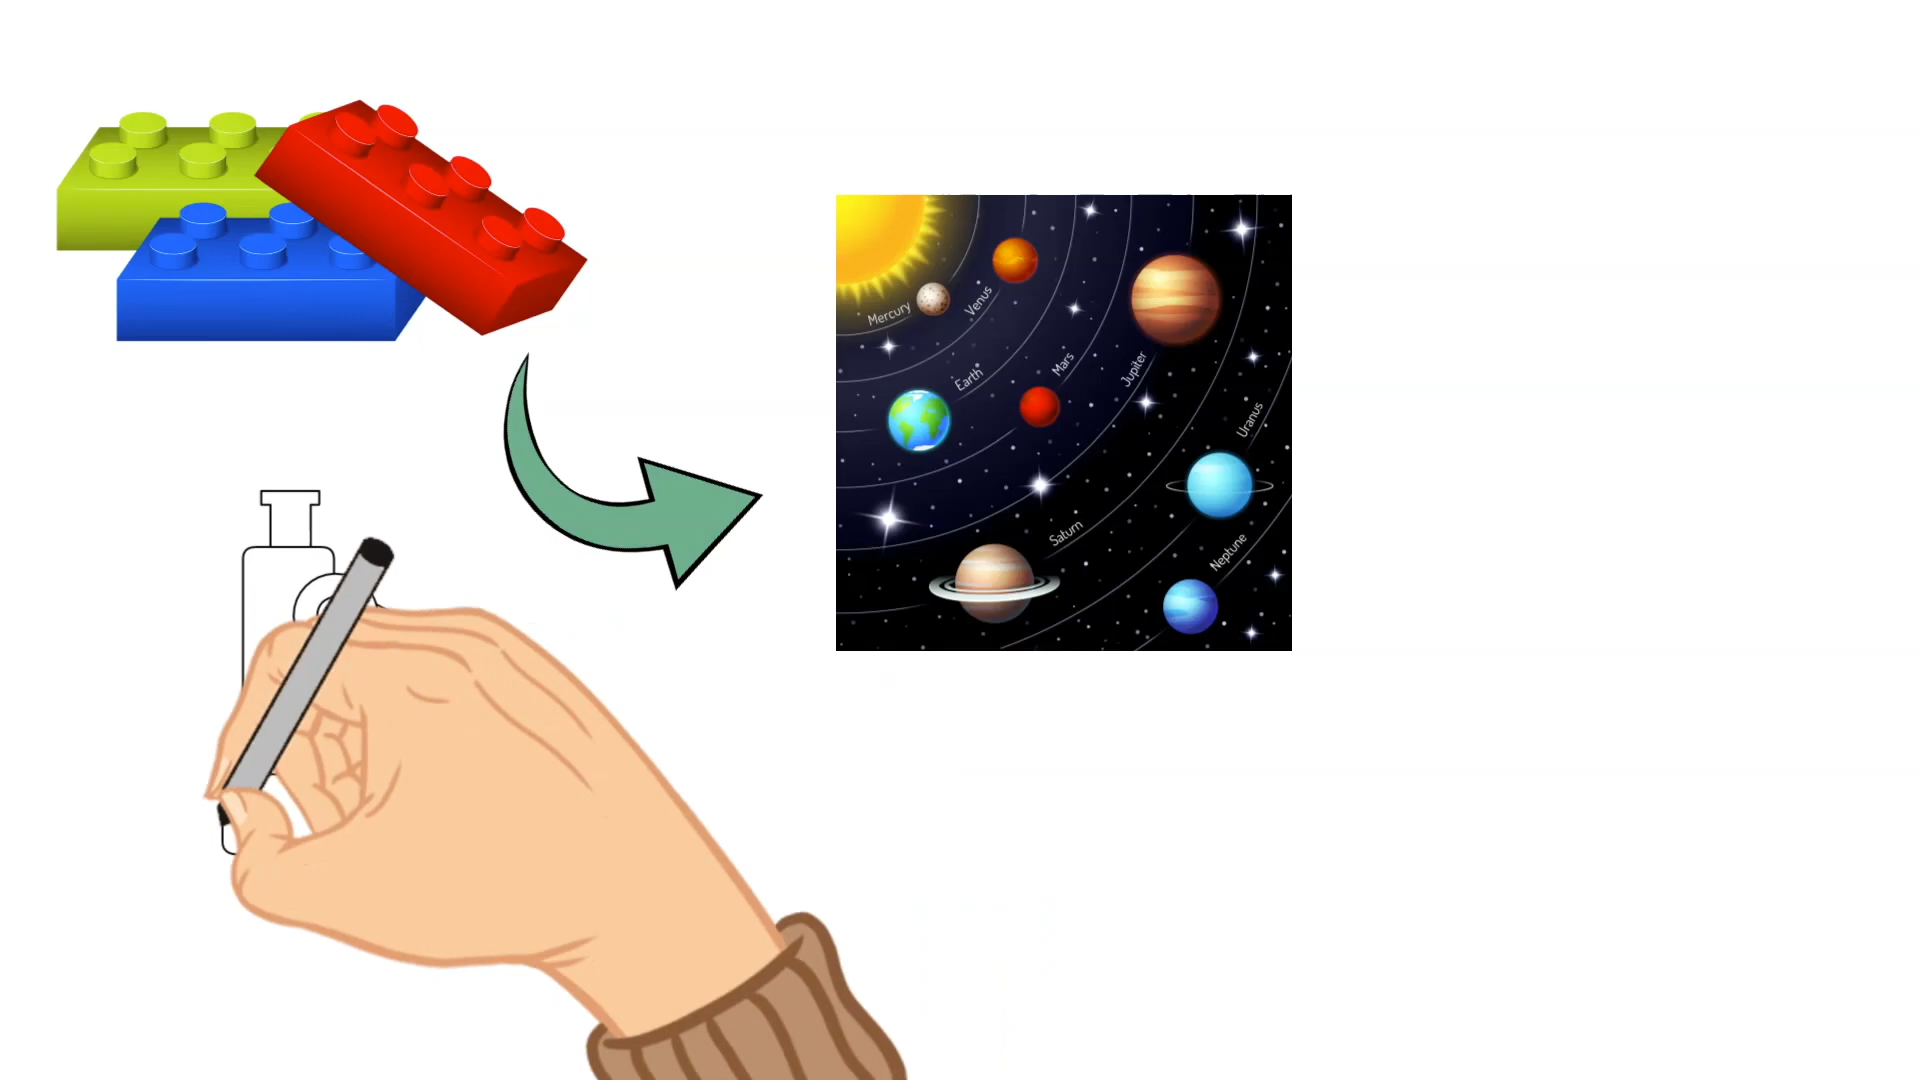 Mercury
Venus
Earth
Mars
Jupiter
Saturn
Uranus
Neptune